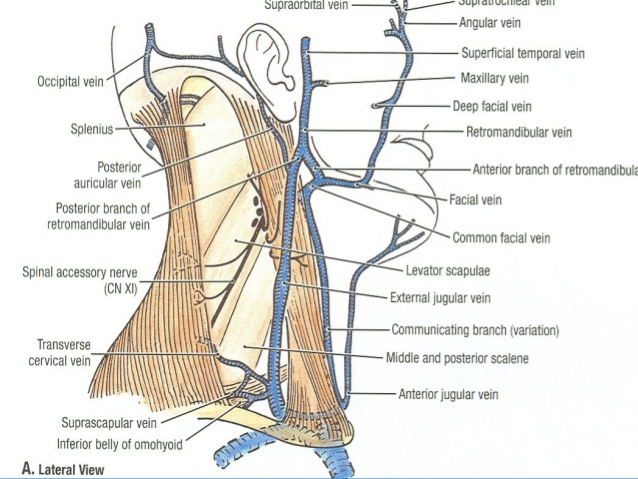 Supraorbital vein
Supratrochlear vein
Angular vein
Superficial temporal vein
Maxillary vein
Occipital vein
Deep facial vein
Splenius
Retromandibular vein
Posterior
auricular vein
Anterior branch of retromandibula
Posterior branch of
retromandibular vein
Facial vein
Common facial vein
Spinal accessory nerve
(CN XI)
Levator scapulae
External jugular vein
Communicating branch (variation)
Transverse
cervical vein
Middle and posterior scalene
Anterior jugular vein
Suprascapular vein
Inferior belly of omohyoid
A. Lateral View